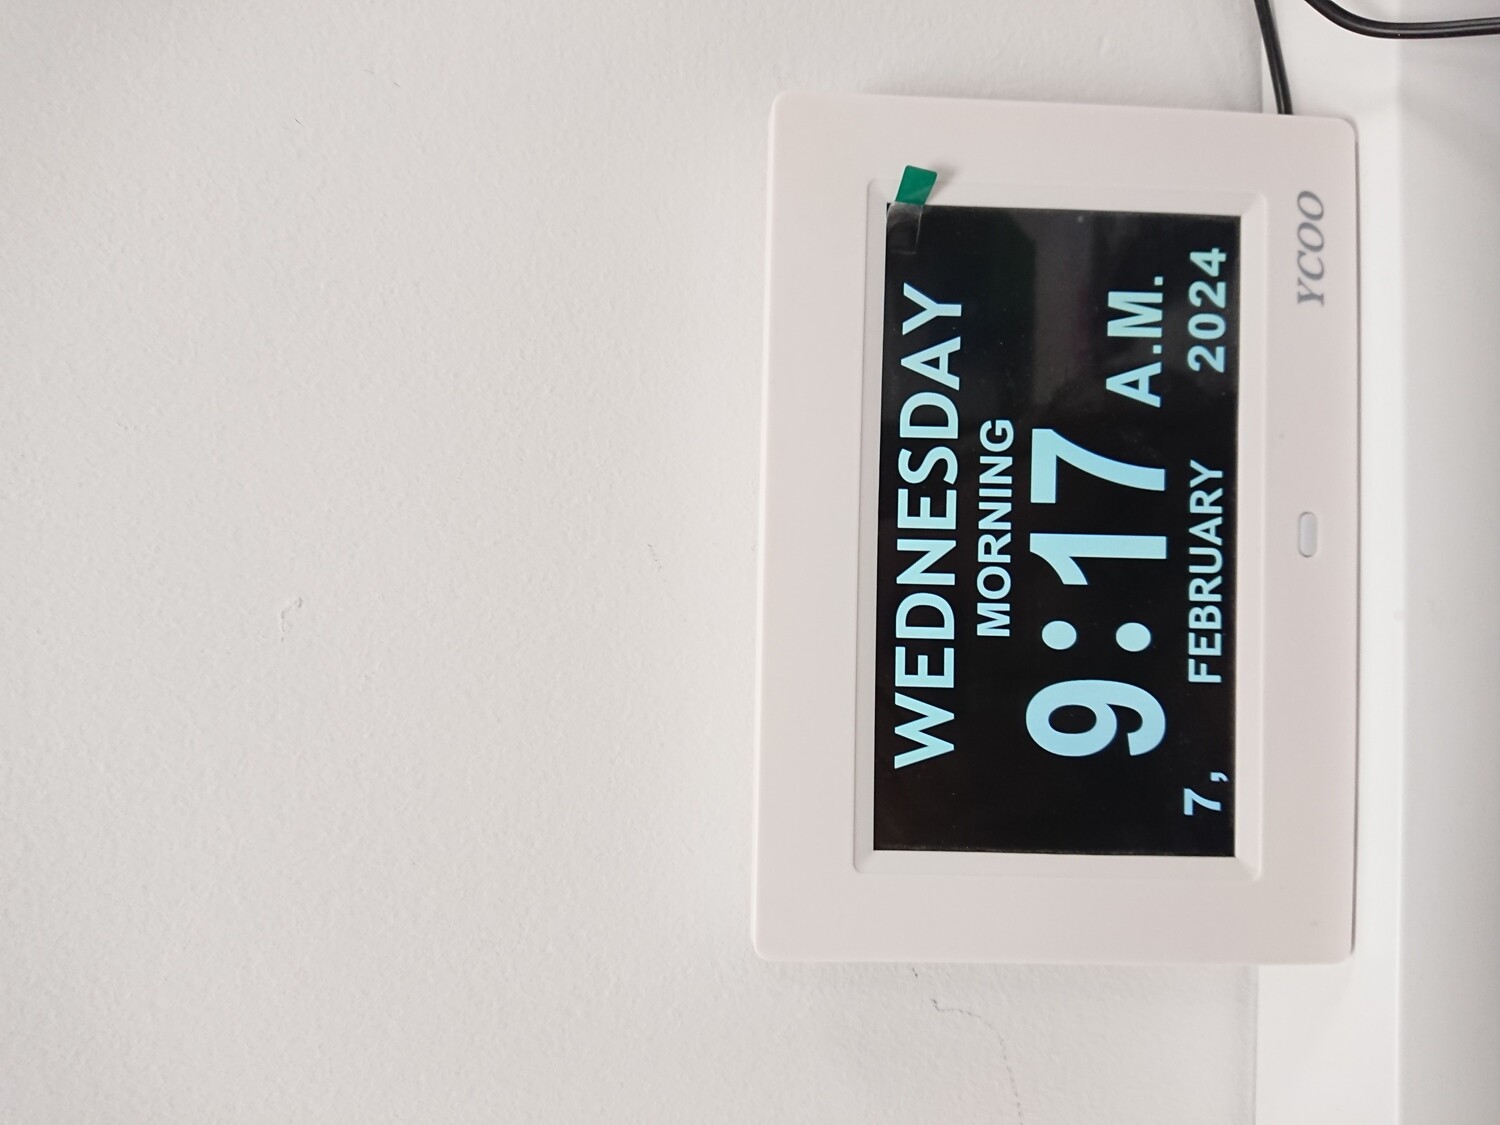 WEDNESDAY
MORNING
9:17 A.M.
7, FEBRUARY 2024
YCOO